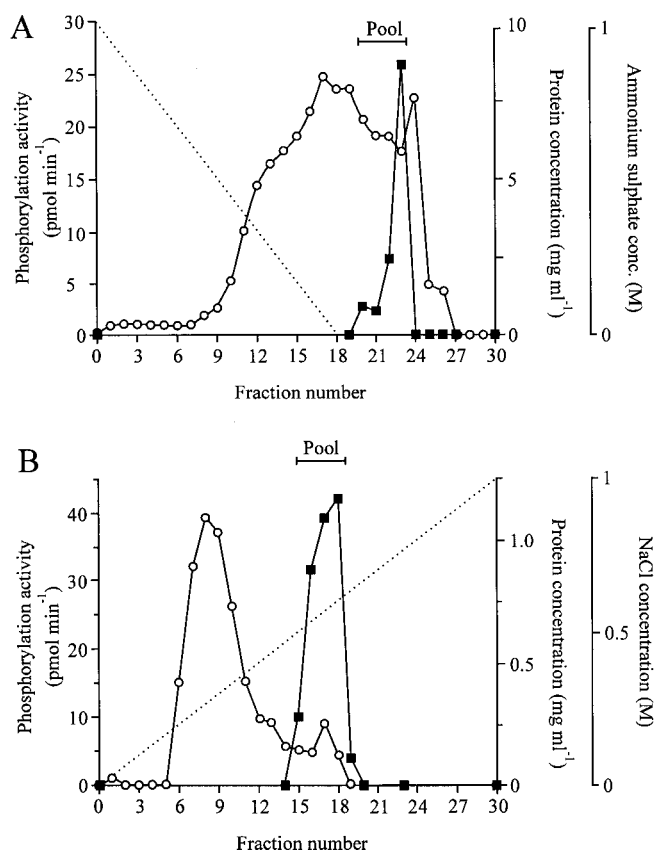 A
Pool
Phosphorylation activity
(pmol min⁻¹)
30
25
20
15
10
5
0
10
5
0
Protein concentration (mg ml⁻¹)
1
0
Ammonium sulphate conc. (M)
0 3 6 9 12 15 18 21 24 27 30
Fraction number
B
Pool
Phosphorylation activity
(pmol min⁻¹)
40
30
20
10
0
1.0
0.5
0
Protein concentration (mg ml⁻¹)
1
0.5
0
NaCl concentration (M)
0 3 6 9 12 15 18 21 24 27 30
Fraction number